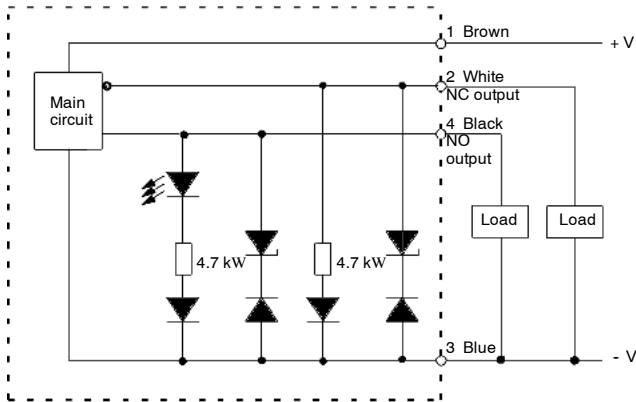 1 Brown
+ V
2 White
NC output
Main
circuit
4 Black
NO
output
Load
Load
4.7 kW
4.7 kW
3 Blue
- V